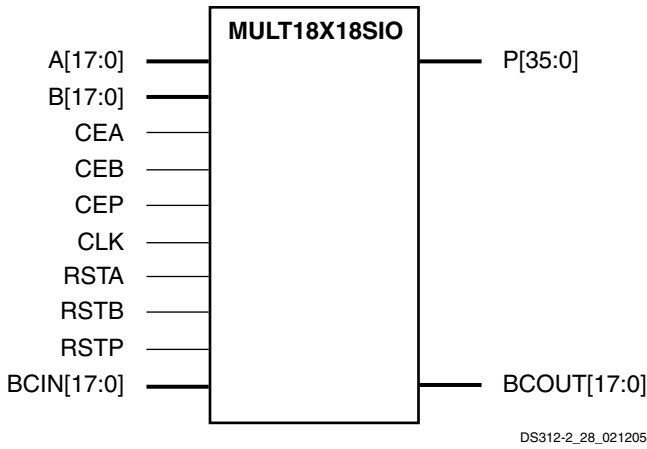 MULT18X18SIO
A[17:0]
P[35:0]
B[17:0]
CEA
CEB
CEP
CLK
RSTA
RSTB
RSTP
BCIN[17:0]
BCOUT[17:0]
DS312-2_28_021205